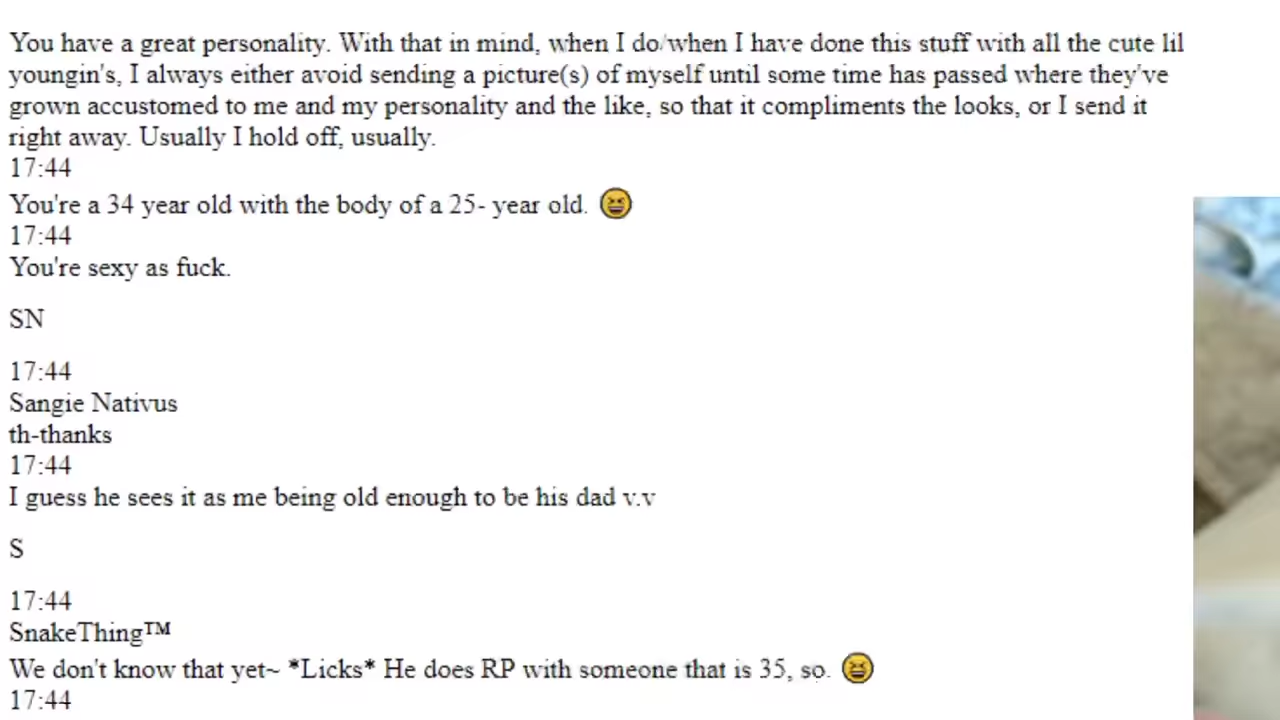 You have a great personality. With that in mind, when I do/when I have done this stuff with all the cute lil
youngin's, I always either avoid sending a picture(s) of myself until some time has passed where they've
grown accustomed to me and my personality and the like, so that it compliments the looks, or I send it
right away. Usually I hold off, usually.
17:44
You're a 34 year old with the body of a 25- year old. 😆
17:44
You're sexy as fuck.
SN
17:44
Sangie Nativus
th-thanks
17:44
I guess he sees it as me being old enough to be his dad v.v
S
17:44
SnakeThing™
We don't know that yet~ *Licks* He does RP with someone that is 35, so. 😆
17:44